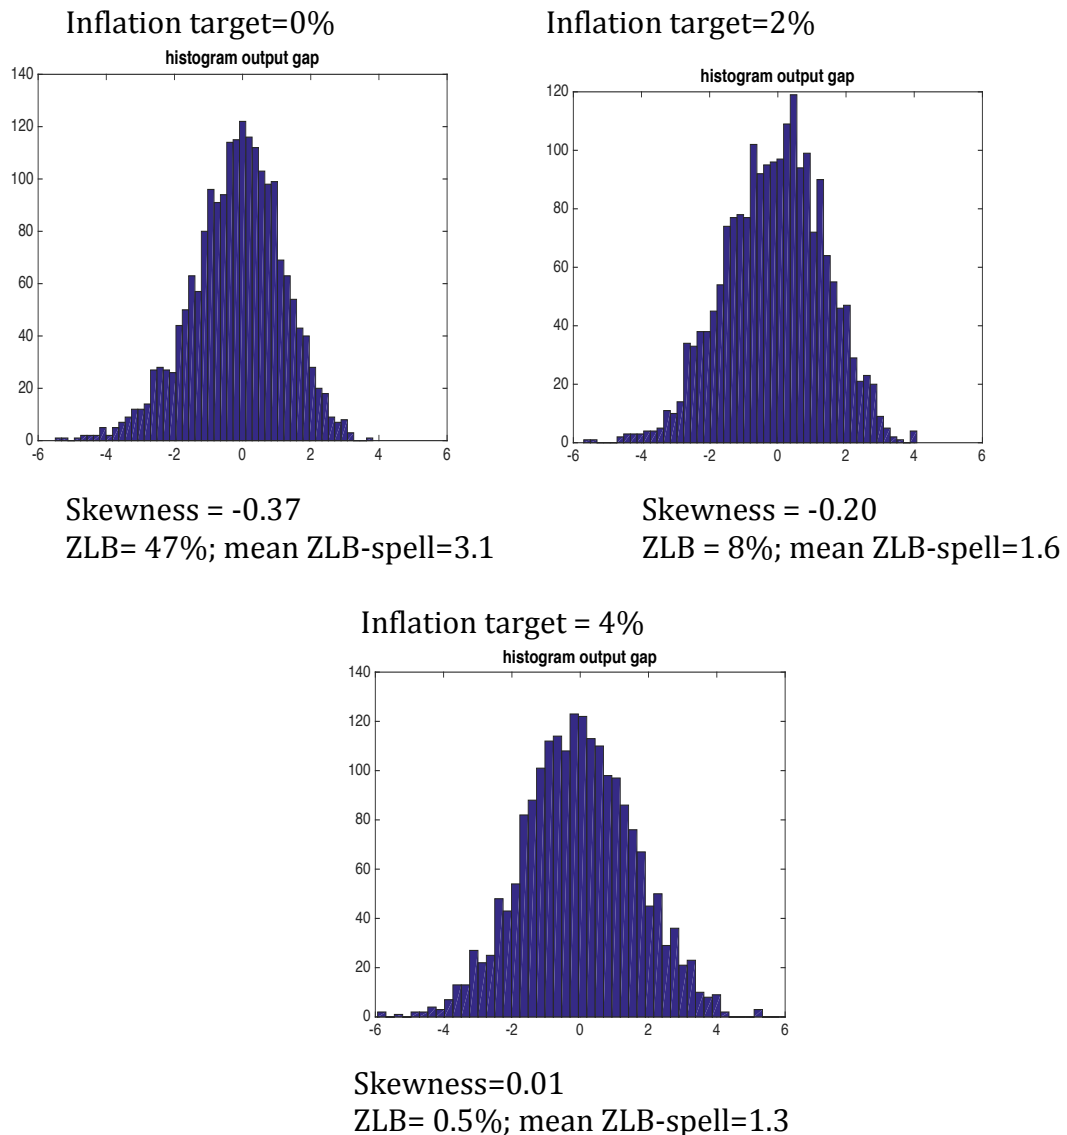 Inflation target=0%
histogram output gap
140
120
100
80
60
40
20
0
-6 -4 -2 0 2 4 6
Skewness = -0.37
ZLB= 47%; mean ZLB-spell=3.1
Inflation target=2%
histogram output gap
120
100
80
60
40
20
0
-6 -4 -2 0 2 4 6
Skewness = -0.20
ZLB = 8%; mean ZLB-spell=1.6
Inflation target = 4%
histogram output gap
140
120
100
80
60
40
20
0
-6 -4 -2 0 2 4 6
Skewness=0.01
ZLB= 0.5%; mean ZLB-spell=1.3